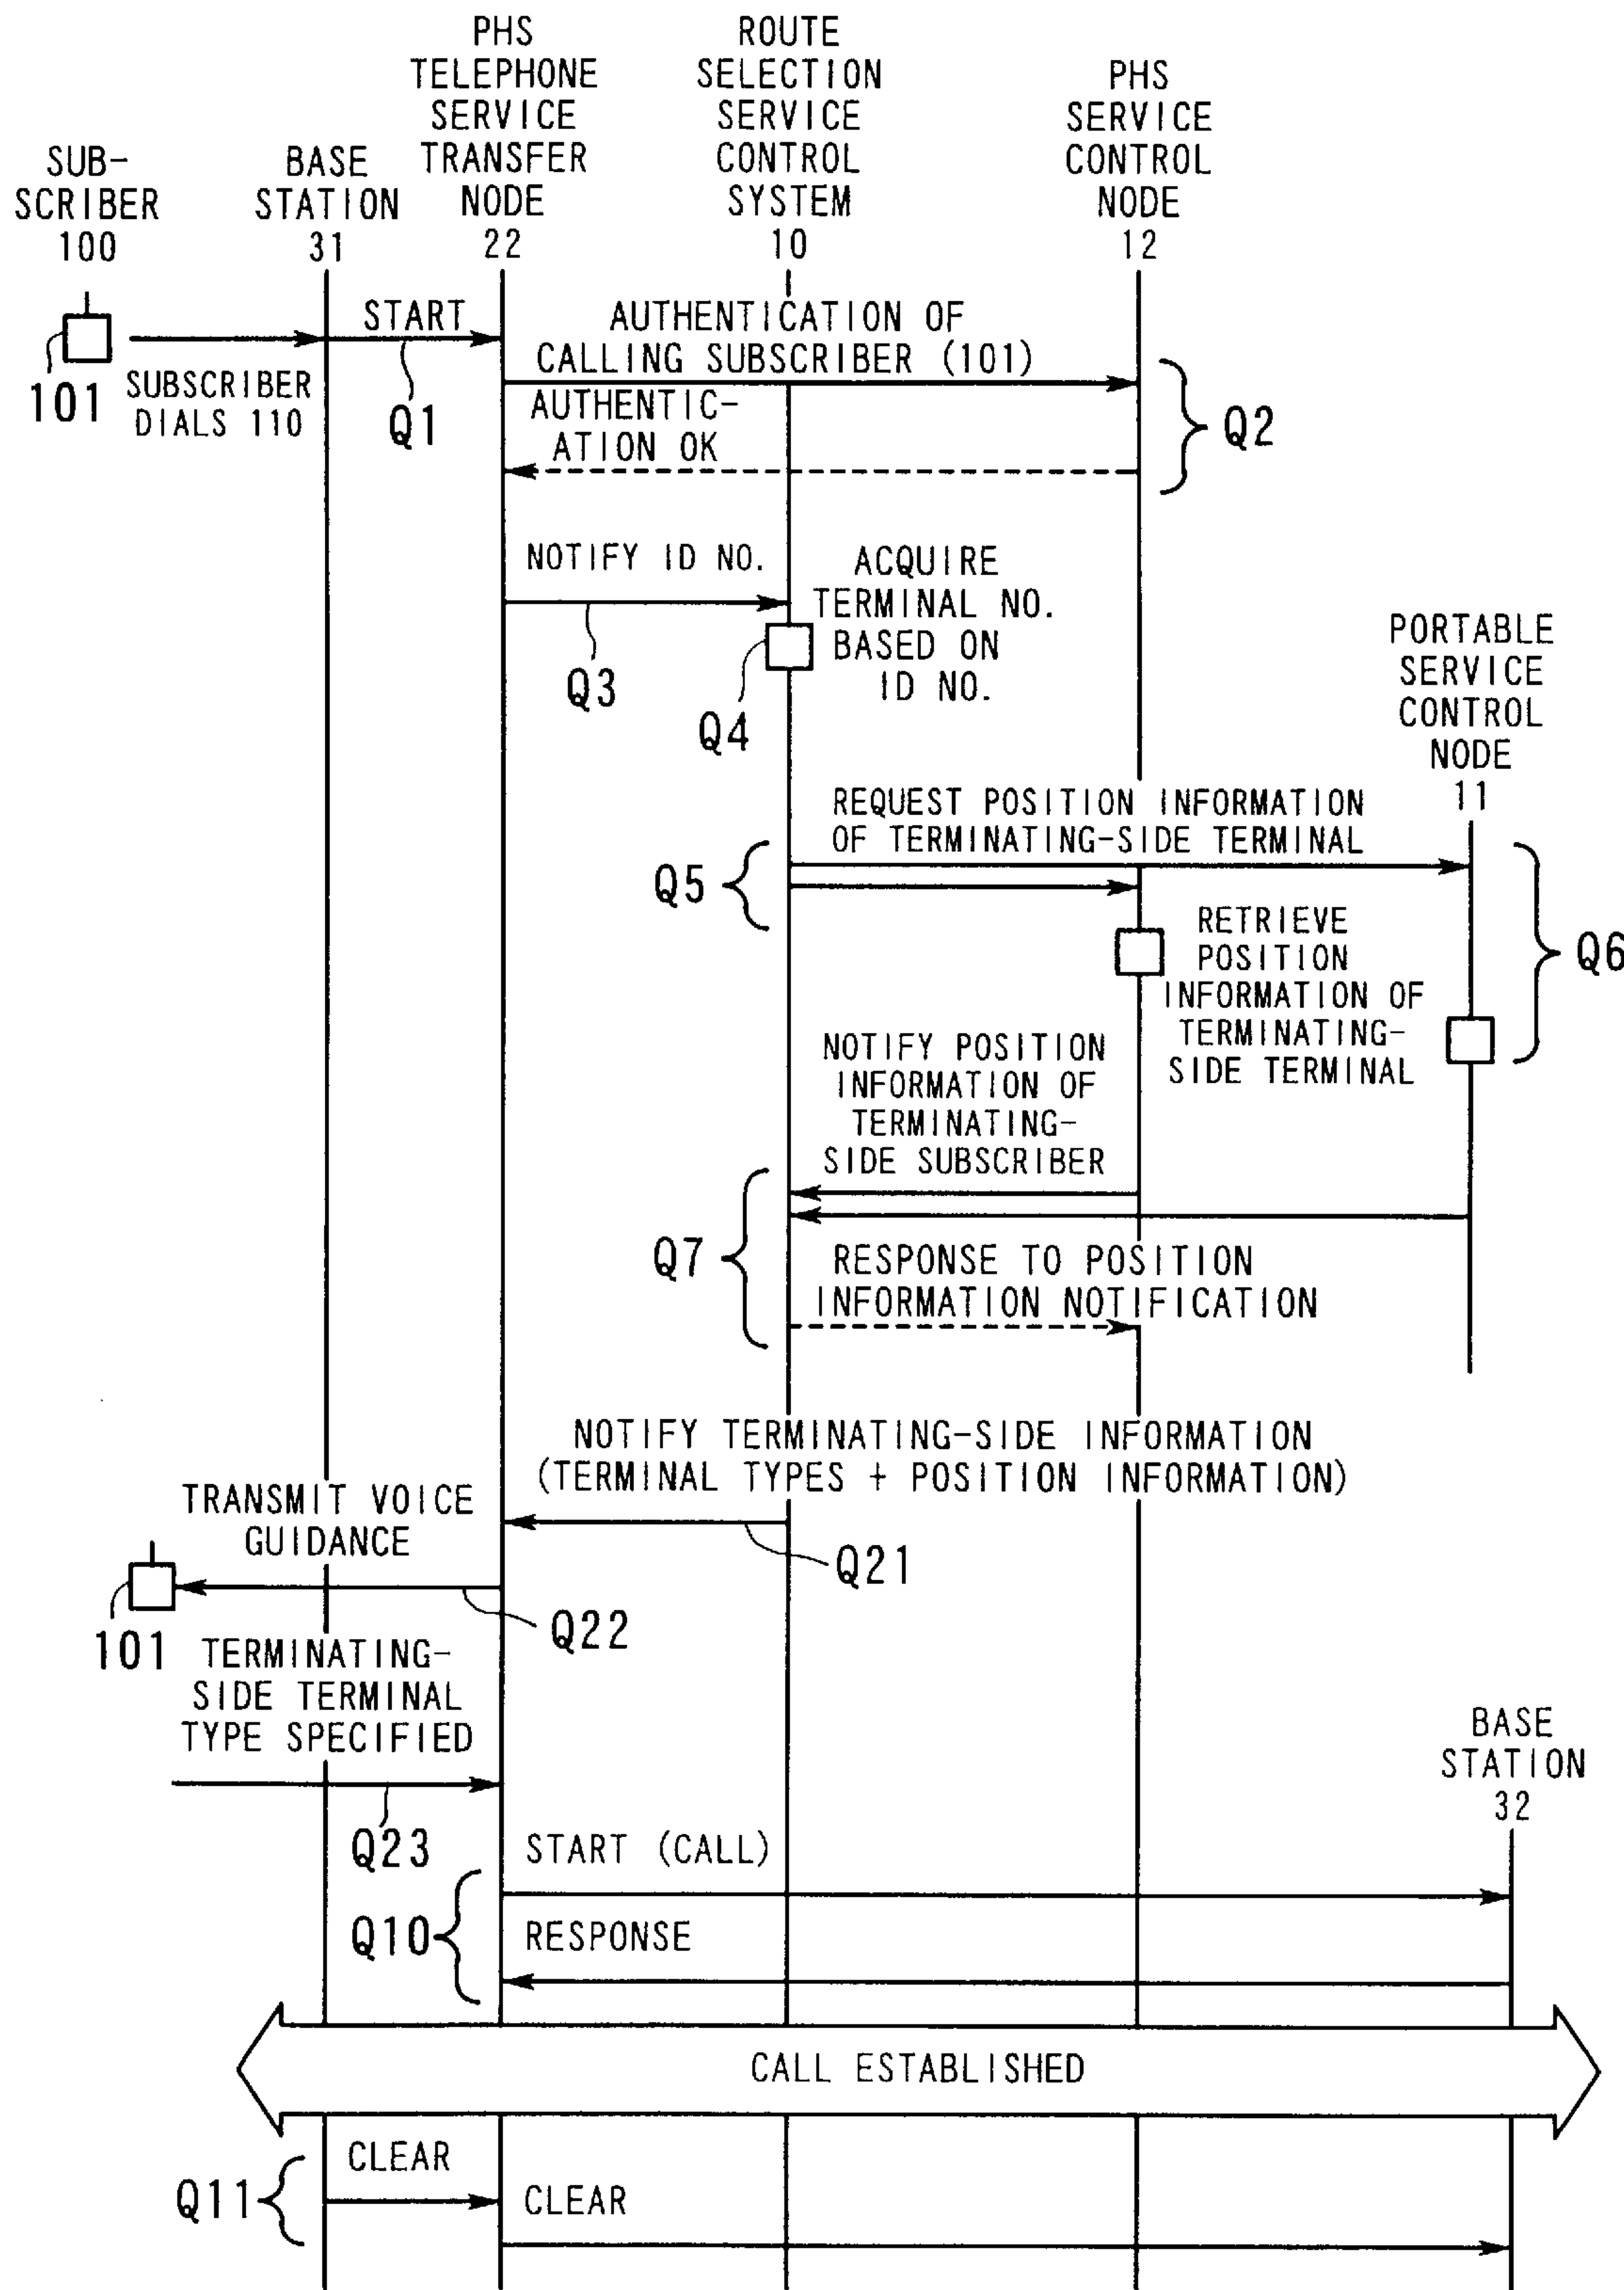 SUB-
SCRIBER
100
BASE
STATION
31
PHS
TELEPHONE
SERVICE
TRANSFER
NODE
22
ROUTE
SELECTION
SERVICE
CONTROL
SYSTEM
10
PHS
SERVICE
CONTROL
NODE
12
101
SUBSCRIBER
DIALS 110
START
Q1
AUTHENTICATION OF
CALLING SUBSCRIBER (101)
AUTHENTIC-
ATION OK
Q2
NOTIFY ID NO.
Q3
ACQUIRE
TERMINAL NO.
BASED ON
ID NO.
Q4
PORTABLE
SERVICE
CONTROL
NODE
11
REQUEST POSITION INFORMATION
OF TERMINATING-SIDE TERMINAL
Q5
RETRIEVE
POSITION
INFORMATION OF
TERMINATING-
SIDE TERMINAL
Q6
NOTIFY POSITION
INFORMATION OF
TERMINATING-
SIDE SUBSCRIBER
Q7
RESPONSE TO POSITION
INFORMATION NOTIFICATION
NOTIFY TERMINATING-SIDE INFORMATION
(TERMINAL TYPES + POSITION INFORMATION)
Q21
TRANSMIT VOICE
GUIDANCE
101
Q22
TERMINATING-
SIDE TERMINAL
TYPE SPECIFIED
Q23
BASE
STATION
32
START (CALL)
Q10
RESPONSE
CALL ESTABLISHED
Q11
CLEAR
CLEAR